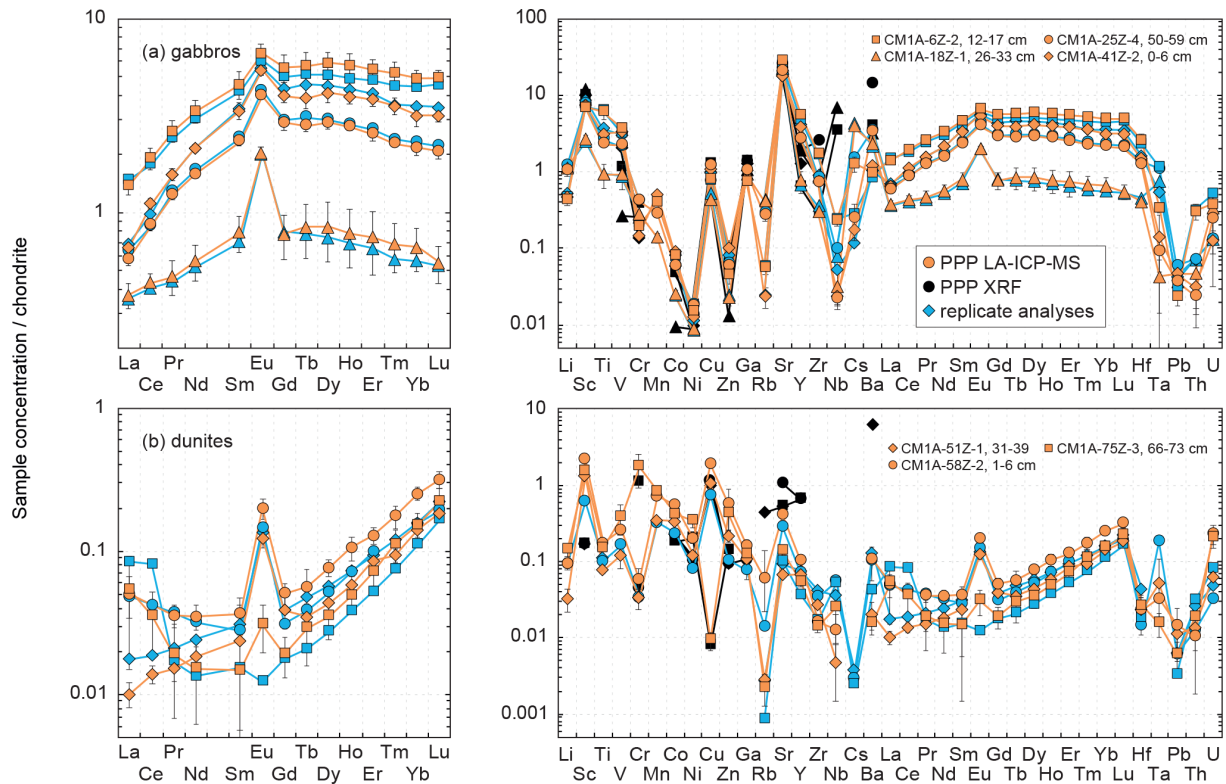 Sample concentration / chondrite
10
1
(a) gabbros
La Pr Sm Gd Dy Er Yb
Ce Nd Eu Tb Ho Tm Lu
100
10
1
0.1
0.01
CM1A-6Z-2, 12-17 cm
CM1A-25Z-4, 50-59 cm
CM1A-18Z-1, 26-33 cm
CM1A-41Z-2, 0-6 cm
PPP LA-ICP-MS
PPP XRF
replicate analyses
Li Ti Cr Co Cu Ga Sr Zr Cs La Pr Sm Gd Dy Er Yb Hf Pb U
Sc V Mn Ni Zn Rb Y Nb Ba Ce Nd Eu Tb Ho Tm Lu Ta Th
1
0.1
0.01
(b) dunites
La Pr Sm Gd Dy Er Yb
Ce Nd Eu Tb Ho Tm Lu
10
1
0.1
0.01
0.001
CM1A-51Z-1, 31-39
CM1A-75Z-3, 66-73 cm
CM1A-58Z-2, 1-6 cm
Li Ti Cr Co Cu Ga Sr Zr Cs La Pr Sm Gd Dy Er Yb Hf Pb U
Sc V Mn Ni Zn Rb Y Nb Ba Ce Nd Eu Tb Ho Tm Lu Ta Th